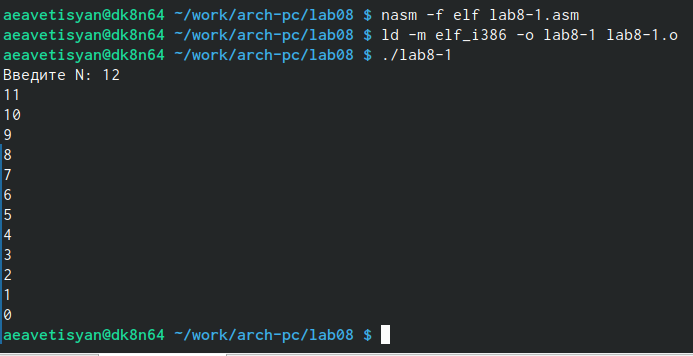 aeavetisyan@dk8n64 ~/work/arch-pc/lab08 $ nasm -f elf lab8-1.asm
aeavetisyan@dk8n64 ~/work/arch-pc/lab08 $ ld -m elf_i386 -o lab8-1 lab8-1.o
aeavetisyan@dk8n64 ~/work/arch-pc/lab08 $ ./lab8-1
Введите N: 12
11
10
9
8
7
6
5
4
3
2
1
0
aeavetisyan@dk8n64 ~/work/arch-pc/lab08 $